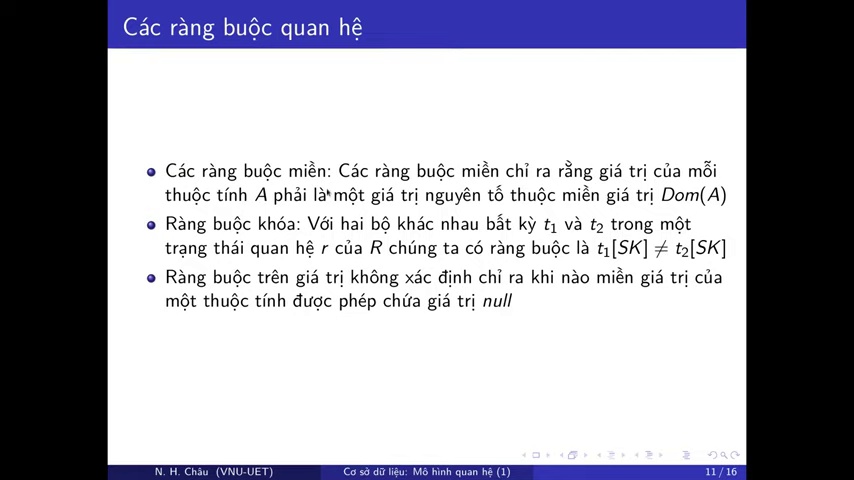 Các ràng buộc quan hệ
Các ràng buộc miền: Các ràng buộc miền chỉ ra rằng giá trị của mỗi
thuộc tính A phải là một giá trị nguyên tố thuộc miền giá trị Dom(A)
Ràng buộc khóa: Với hai bộ khác nhau bất kỳ t₁ và t₂ trong một
trạng thái quan hệ r của R chúng ta có ràng buộc là t₁[SK] ≠ t₂[SK]
Ràng buộc trên giá trị không xác định chỉ ra khi nào miền giá trị của
một thuộc tính được phép chứa giá trị null
N. H. Châu (VNU-UET) Cơ sở dữ liệu: Mô hình quan hệ (1) 11 / 16